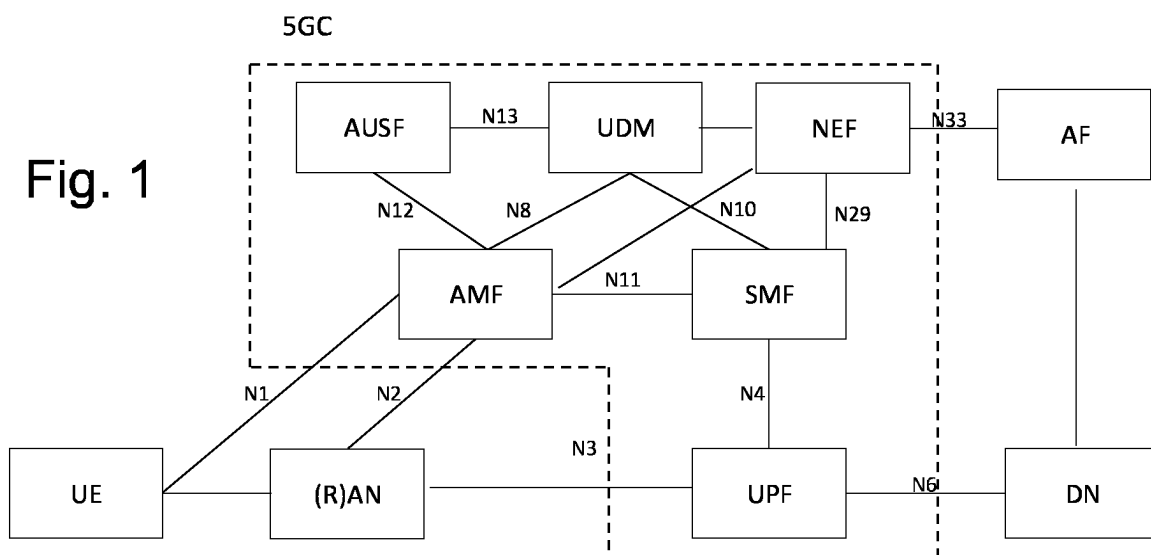 5GC
Fig. 1
AUSF
N13
UDM
NEF
N33
AF
N12
N8
N10
N29
AMF
N11
SMF
N1
N2
N4
N3
UE
(R)AN
UPF
N6
DN